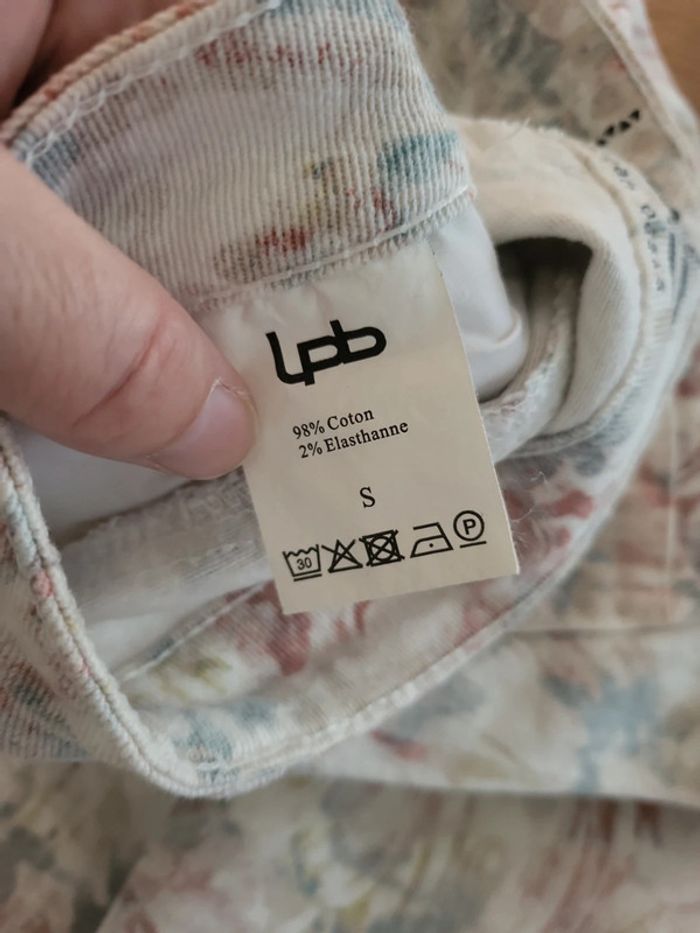 lpb
98% Coton
2% Elasthanne
S
30 P